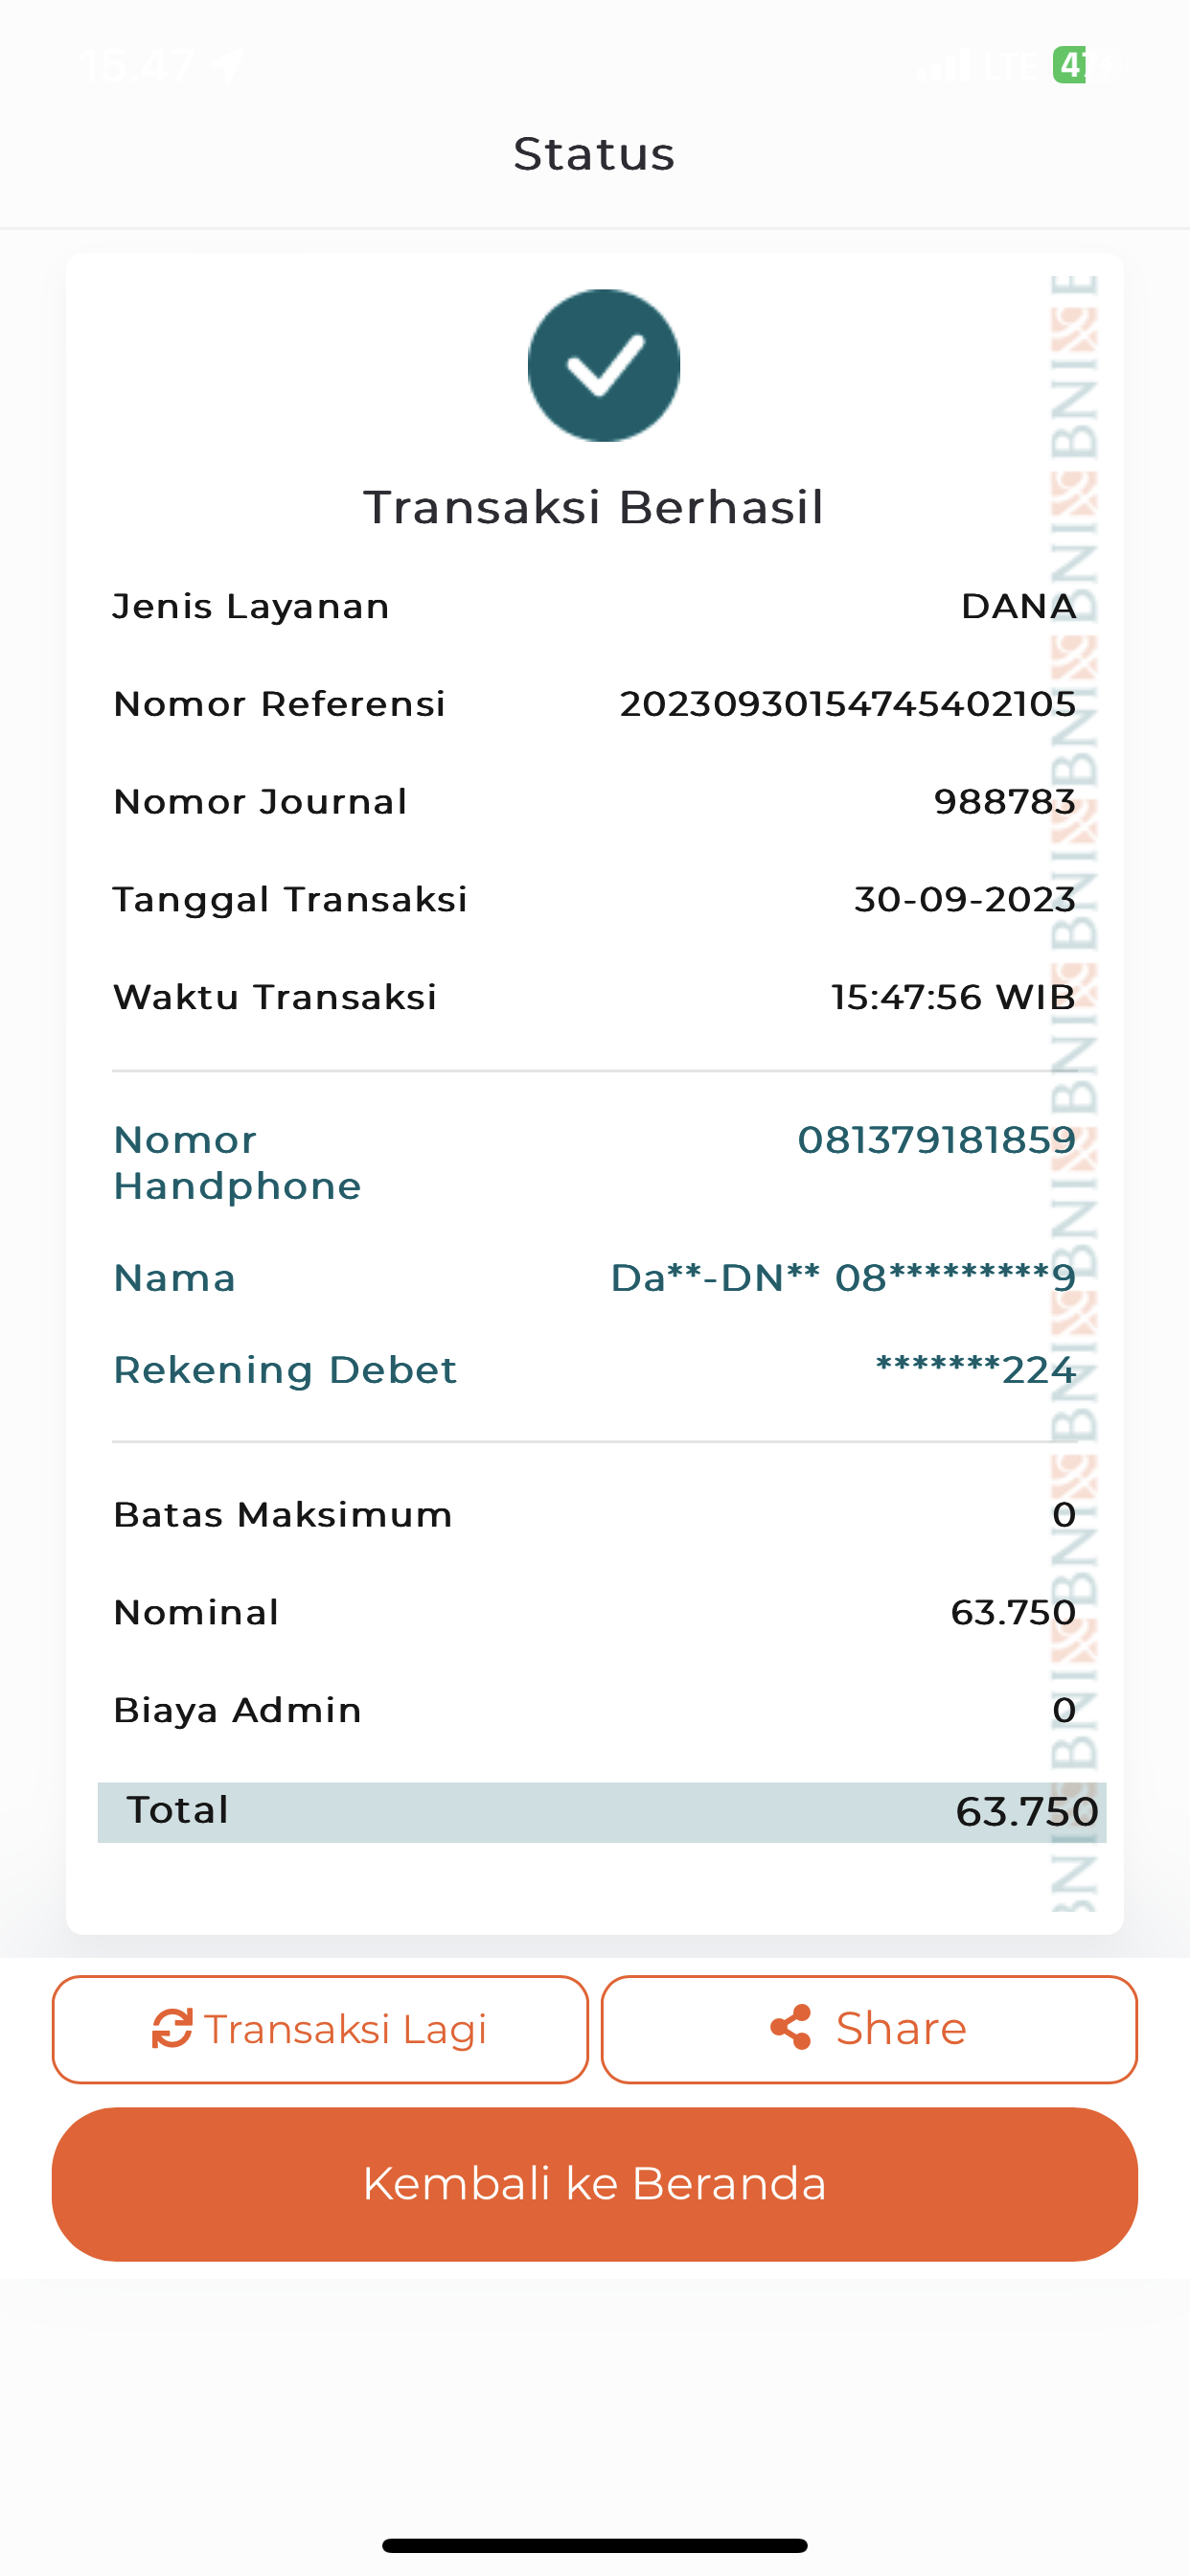 15.47
LTE 47
Status
Transaksi Berhasil
Jenis Layanan DANA
Nomor Referensi 20230930154745402105
Nomor Journal 988783
Tanggal Transaksi 30-09-2023
Waktu Transaksi 15:47:56 WIB
Nomor Handphone 081379181859
Nama Da**-DN** 08*********9
Rekening Debet *******224
Batas Maksimum 0
Nominal 63.750
Biaya Admin 0
Total 63.750
BNI BNI BNI BNI BNI BNI BNI BNI BNI
Transaksi Lagi
Share
Kembali ke Beranda